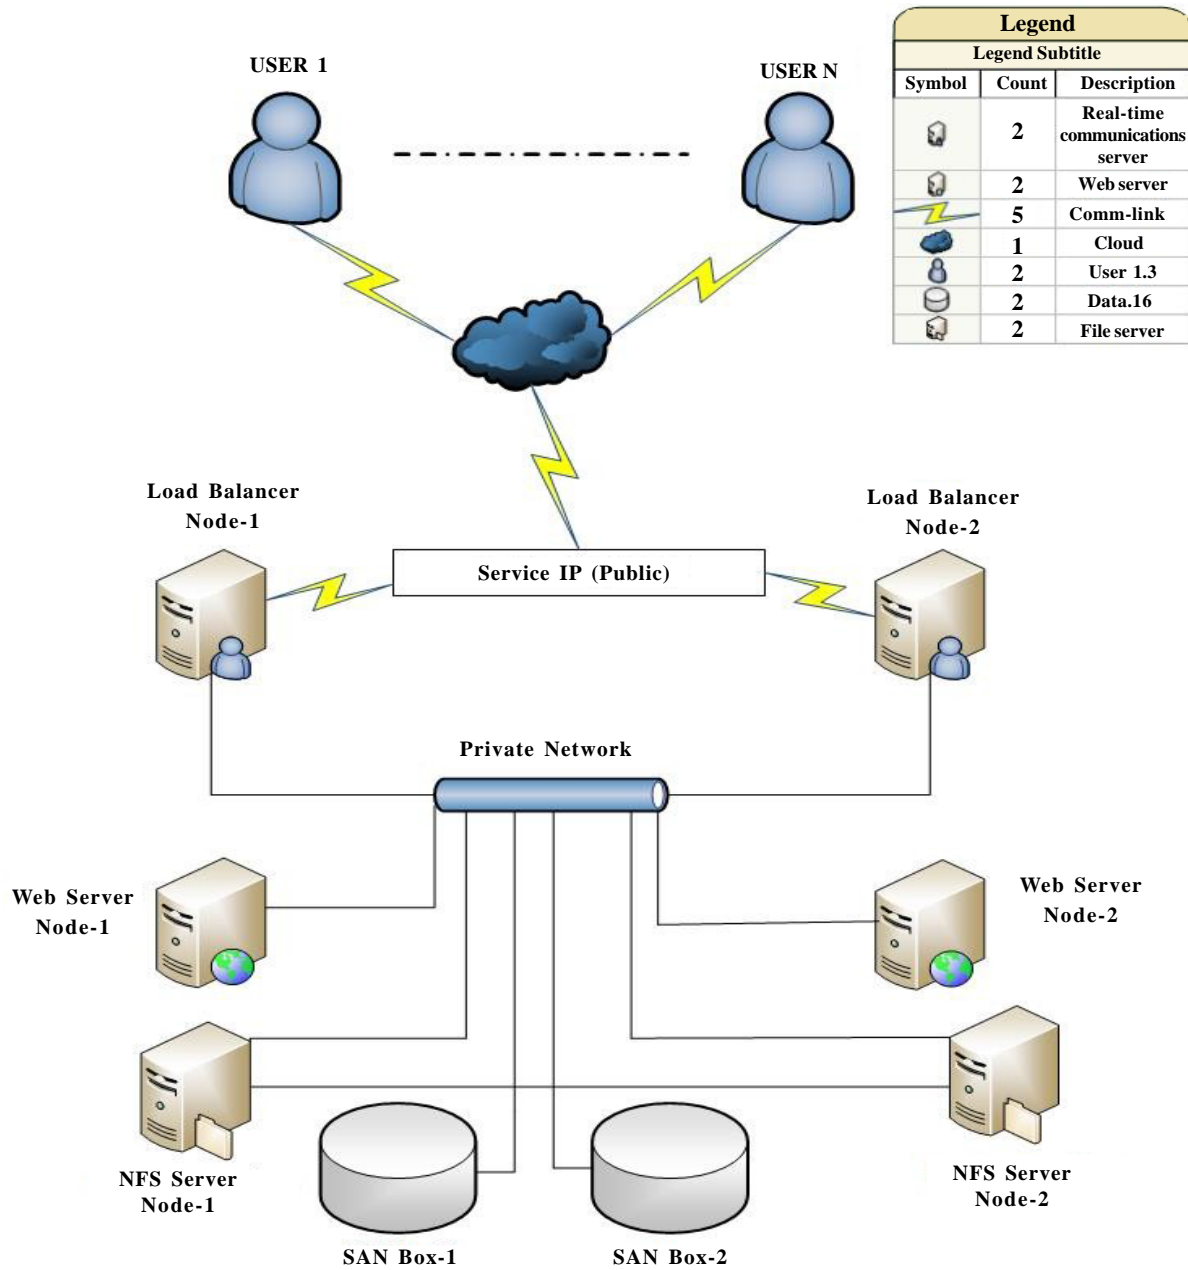 USER 1
USER N
Legend
Legend Subtitle
Symbol Count Description
2 Real-time
communications
server
2 Web server
5 Comm-link
1 Cloud
2 User 1.3
2 Data.16
2 File server
Load Balancer
Node-1
Load Balancer
Node-2
Service IP (Public)
Private Network
Web Server
Node-1
Web Server
Node-2
NFS Server
Node-1
NFS Server
Node-2
SAN Box-1
SAN Box-2